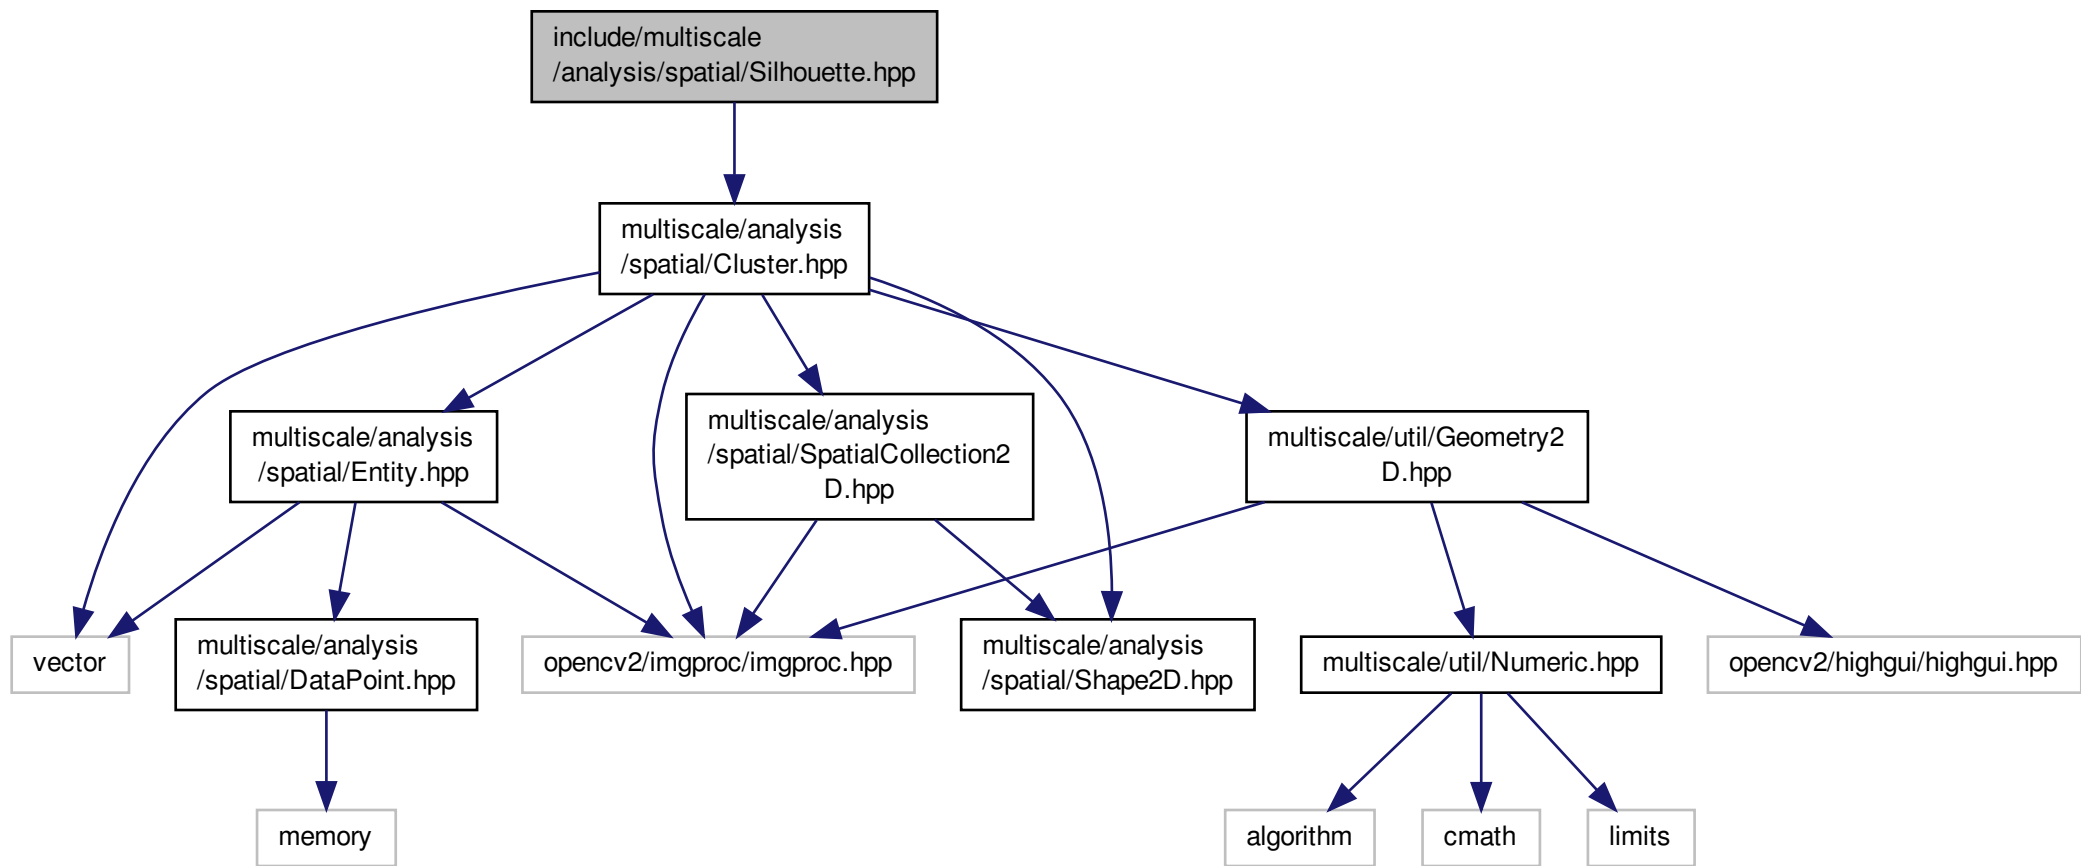 include/multiscale
/analysis/spatial/Silhouette.hpp
multiscale/analysis
/spatial/Cluster.hpp
multiscale/analysis
/spatial/Entity.hpp
multiscale/analysis
/spatial/SpatialCollection2
D.hpp
multiscale/util/Geometry2
D.hpp
vector
multiscale/analysis
/spatial/DataPoint.hpp
opencv2/imgproc/imgproc.hpp
multiscale/analysis
/spatial/Shape2D.hpp
multiscale/util/Numeric.hpp
opencv2/highgui/highgui.hpp
memory
algorithm
cmath
limits